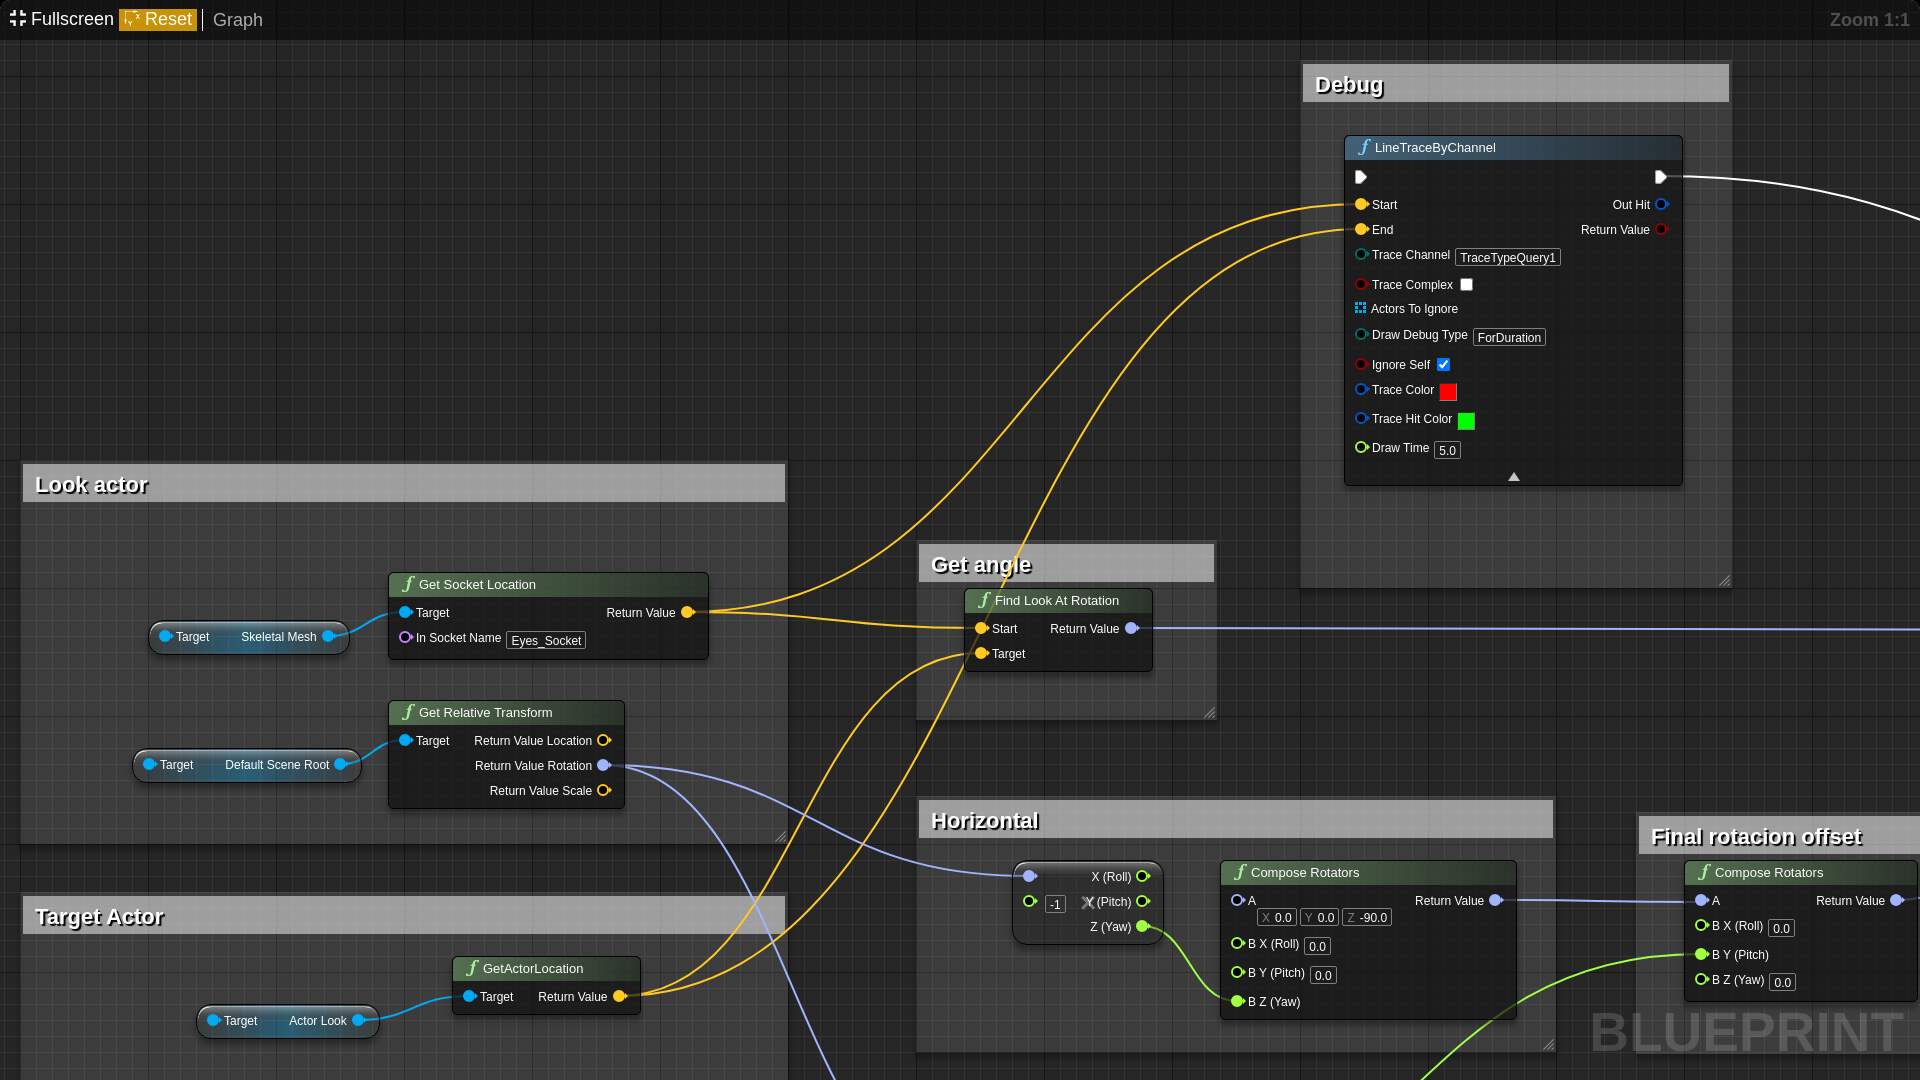 Fullscreen Reset Graph
Zoom 1:1
Debug
LineTraceByChannel
Start
Out Hit
End
Return Value
Trace Channel TraceTypeQuery1
Trace Complex
Actors To Ignore
Draw Debug Type ForDuration
Ignore Self
Trace Color
Trace Hit Color
Draw Time 5.0
Look actor
Get Socket Location
Target
Return Value
In Socket Name Eyes_Socket
Target Skeletal Mesh
Get Relative Transform
Target
Return Value Location
Return Value Rotation
Return Value Scale
Target Default Scene Root
Get angle
Find Look At Rotation
Start Return Value
Target
Target Actor
GetActorLocation
Target Return Value
Target Actor Look
Horizontal
X (Roll)
-1
Y (Pitch)
Z (Yaw)
Compose Rotators
A
Return Value
X 0.0 Y 0.0 Z -90.0
B X (Roll) 0.0
B Y (Pitch) 0.0
B Z (Yaw)
Final rotacion offset
Compose Rotators
A Return Value
B X (Roll) 0.0
B Y (Pitch)
B Z (Yaw) 0.0
BLUEPRINT